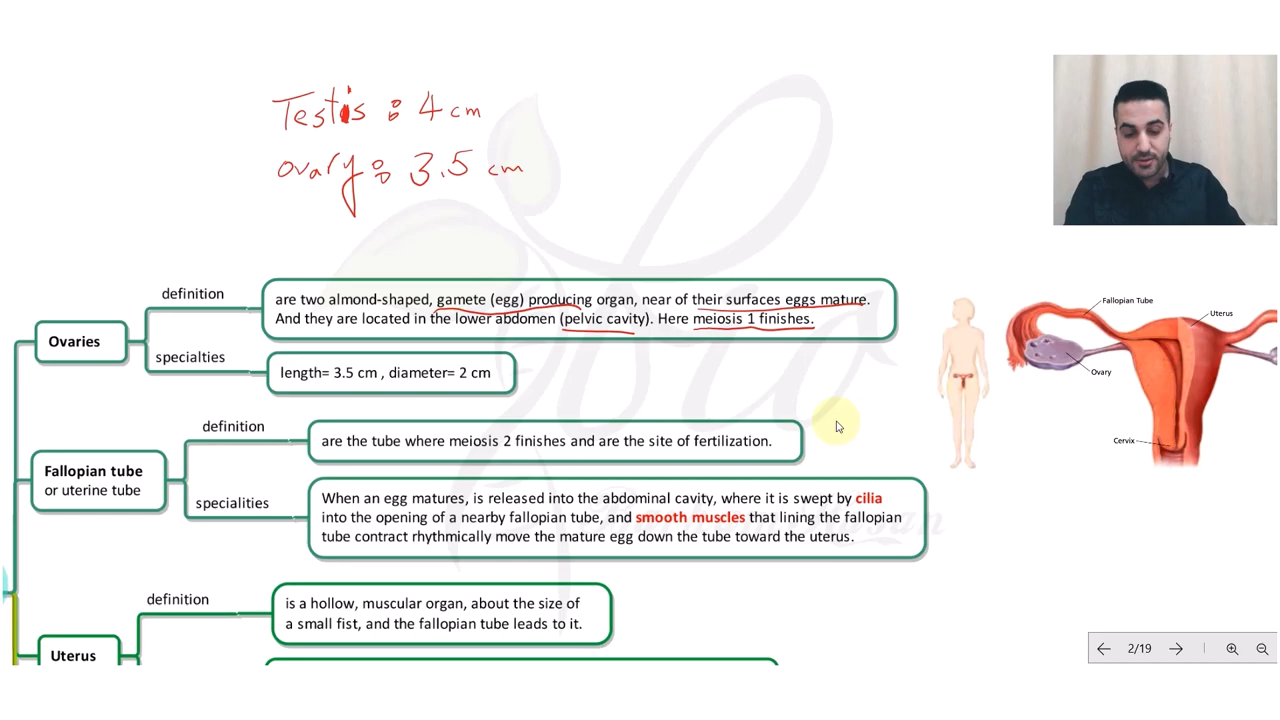 Testis : 4 cm
ovary : 3.5 cm
definition
are two almond-shaped, gamete (egg) producing organ, near of their surfaces eggs mature.
And they are located in the lower abdomen (pelvic cavity). Here meiosis 1 finishes.
Ovaries
specialties
length= 3.5 cm , diameter= 2 cm
Fallopian Tube
Uterus
Ovary
Cervix
definition
are the tube where meiosis 2 finishes and are the site of fertilization.
Fallopian tube
or uterine tube
specialities
When an egg matures, is released into the abdominal cavity, where it is swept by cilia
into the opening of a nearby fallopian tube, and smooth muscles that lining the fallopian
tube contract rhythmically move the mature egg down the tube toward the uterus.
definition
is a hollow, muscular organ, about the size of
a small fist, and the fallopian tube leads to it.
Uterus
2/19